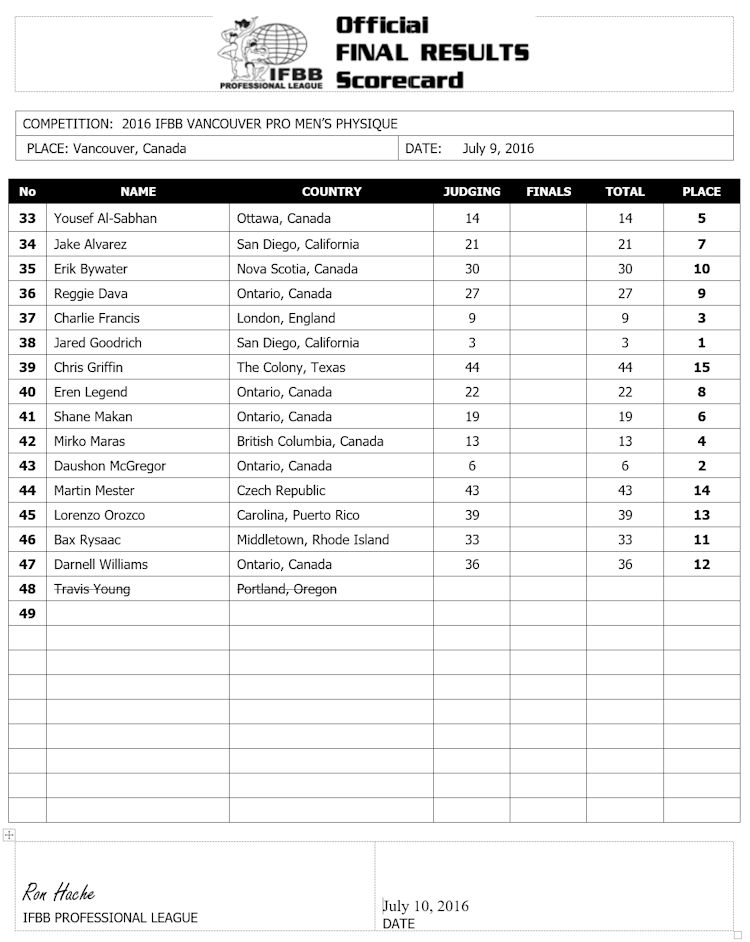 Official
FINAL RESULTS
Scorecard
IFBB
PROFESSIONAL LEAGUE
COMPETITION: 2016 IFBB VANCOUVER PRO MEN'S PHYSIQUE
PLACE: Vancouver, Canada DATE: July 9, 2016
No NAME COUNTRY JUDGING FINALS TOTAL PLACE
33 Yousef Al-Sabhan Ottawa, Canada 14 14 5
34 Jake Alvarez San Diego, California 21 21 7
35 Erik Bywater Nova Scotia, Canada 30 30 10
36 Reggie Dava Ontario, Canada 27 27 9
37 Charlie Francis London, England 9 9 3
38 Jared Goodrich San Diego, California 3 3 1
39 Chris Griffin The Colony, Texas 44 44 15
40 Eren Legend Ontario, Canada 22 22 8
41 Shane Makan Ontario, Canada 19 19 6
42 Mirko Maras British Columbia, Canada 13 13 4
43 Daushon McGregor Ontario, Canada 6 6 2
44 Martin Mester Czech Republic 43 43 14
45 Lorenzo Orozco Carolina, Puerto Rico 39 39 13
46 Bax Rysaac Middletown, Rhode Island 33 33 11
47 Darnell Williams Ontario, Canada 36 36 12
48 Travis Young Portland, Oregon
49
Ron Hache
IFBB PROFESSIONAL LEAGUE
July 10, 2016
DATE